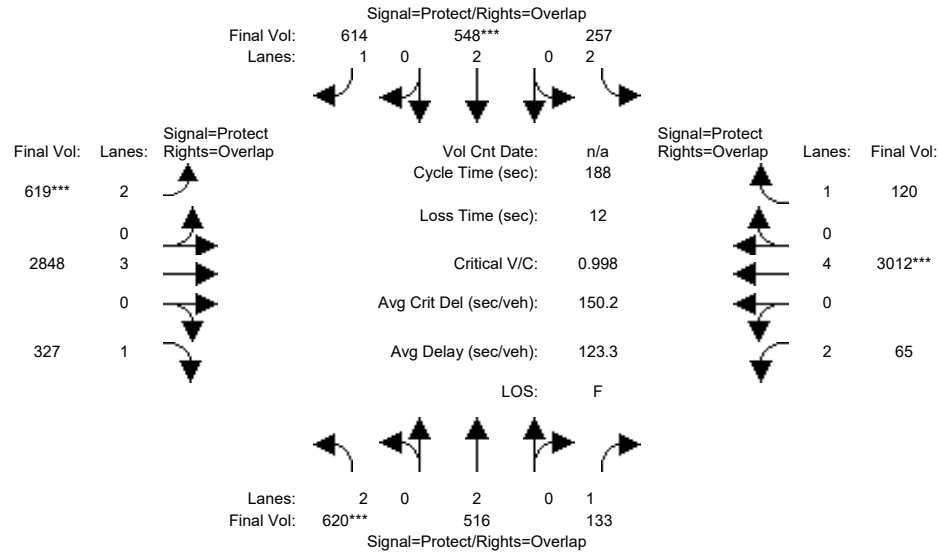 Signal=Protect/Rights=Overlap
Final Vol: 614 548*** 257
Lanes: 1 0 2 0 2
Signal=Protect Signal=Protect
Final Vol: Lanes: Rights=Overlap Vol Cnt Date: n/a Rights=Overlap Lanes: Final Vol:
Cycle Time (sec): 188
619*** 2 1 120
Loss Time (sec): 12
0 0
2848 3 Critical V/C: 0.998 4 3012***
0 Avg Crit Del (sec/veh): 150.2 0
327 1 Avg Delay (sec/veh): 123.3 2 65
LOS: F
Lanes: 2 0 2 0 1
Final Vol: 620*** 516 133
Signal=Protect/Rights=Overlap